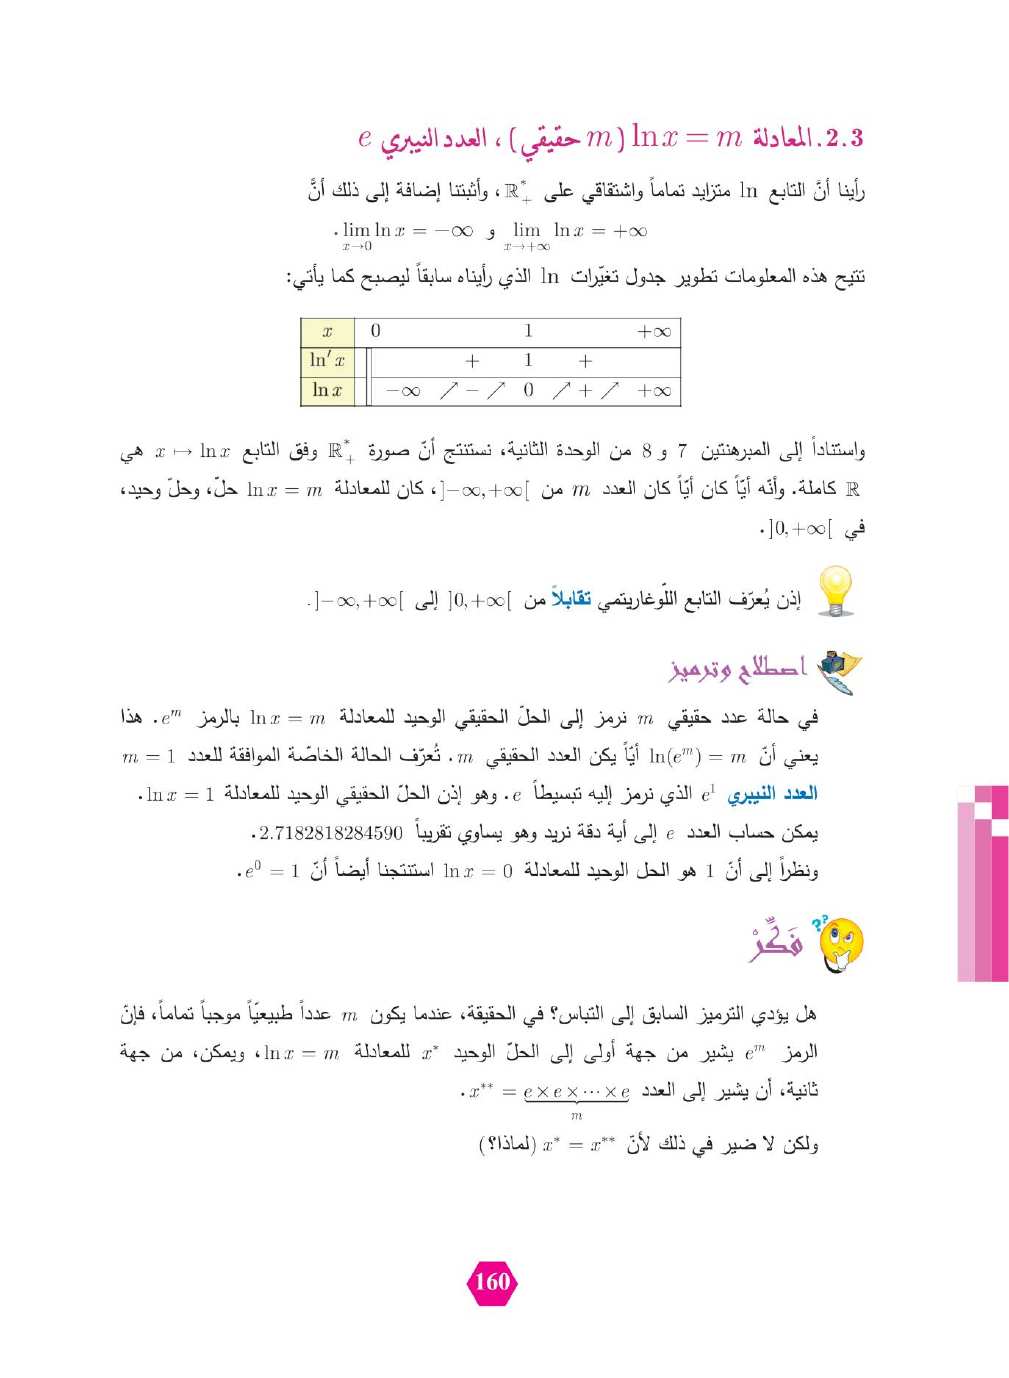 2.3. المعادلة ln x = m (m حقيقي)، العدد النيبري e
رأينا أنَّ التابع ln متزايد تماماً واشتقاقي على ℝ*₊، وأثبتنا إضافة إلى ذلك أنَّ
lim_{x→+∞} ln x = +∞ و lim_{x→0} ln x = −∞ .
تتيح هذه المعلومات تطوير جدول تغيّرات ln الذي رأيناه سابقاً ليصبح كما يأتي:
x 0 1 +∞
ln′ x + 1 +
ln x −∞ ↗ − ↗ 0 ↗ + ↗ +∞
واستناداً إلى المبرهنتين 7 و 8 من الوحدة الثانية، نستنتج أنّ صورة ℝ*₊ وفق التابع x ↦ ln x هي
ℝ كاملة. وأنّه أيّاً كان أيّاً كان العدد m من ]−∞,+∞[، كان للمعادلة ln x = m حلّ، وحلّ وحيد،
في ]0,+∞[.
إذن يُعرّف التابع اللّوغاريتمي تقابلاً من ]0,+∞[ إلى ]−∞,+∞[.
اصطلاح وترميز
في حالة عدد حقيقي m نرمز إلى الحلّ الحقيقي الوحيد للمعادلة ln x = m بالرمز eᵐ. هذا
يعني أنّ ln(eᵐ) = m أيّاً يكن العدد الحقيقي m. تُعرّف الحالة الخاصّة الموافقة للعدد m = 1
العدد النيبري e¹ الذي نرمز إليه تبسيطاً e. وهو إذن الحلّ الحقيقي الوحيد للمعادلة ln x = 1.
يمكن حساب العدد e إلى أية دقة نريد وهو يساوي تقريباً 2.7182818284590.
ونظراً إلى أنّ 1 هو الحل الوحيد للمعادلة ln x = 0 استنتجنا أيضاً أنّ e⁰ = 1.
??
فَكِّرْ
هل يؤدي الترميز السابق إلى التباس؟ في الحقيقة، عندما يكون m عدداً طبيعيّاً موجباً تماماً، فإنّ
الرمز eᵐ يشير من جهة أولى إلى الحلّ الوحيد x* للمعادلة ln x = m، ويمكن، من جهة
ثانية، أن يشير إلى العدد x** = e × e × ⋯ × e.
m
ولكن لا ضير في ذلك لأنّ x* = x** (لماذا؟)
160